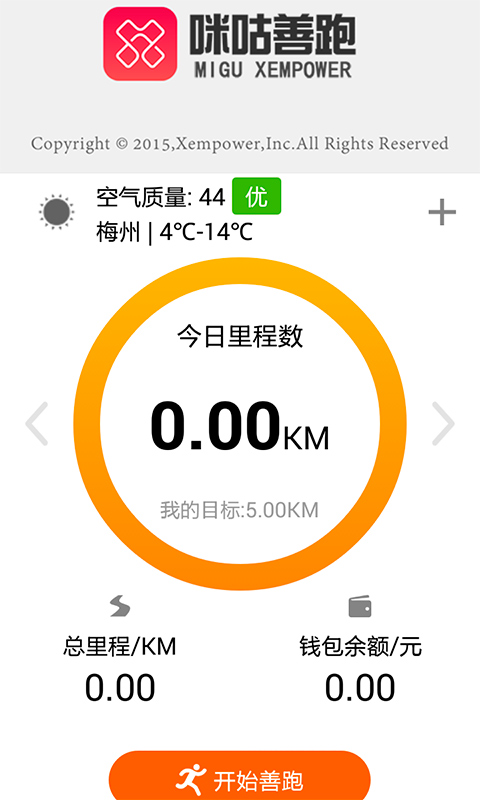 咪咕善跑
MIGU XEMPOWER
Copyright © 2015,Xempower,Inc.All Rights Reserved
空气质量: 44 优
梅州 | 4℃-14℃
今日里程数
0.00KM
我的目标:5.00KM
总里程/KM
0.00
钱包余额/元
0.00
开始善跑